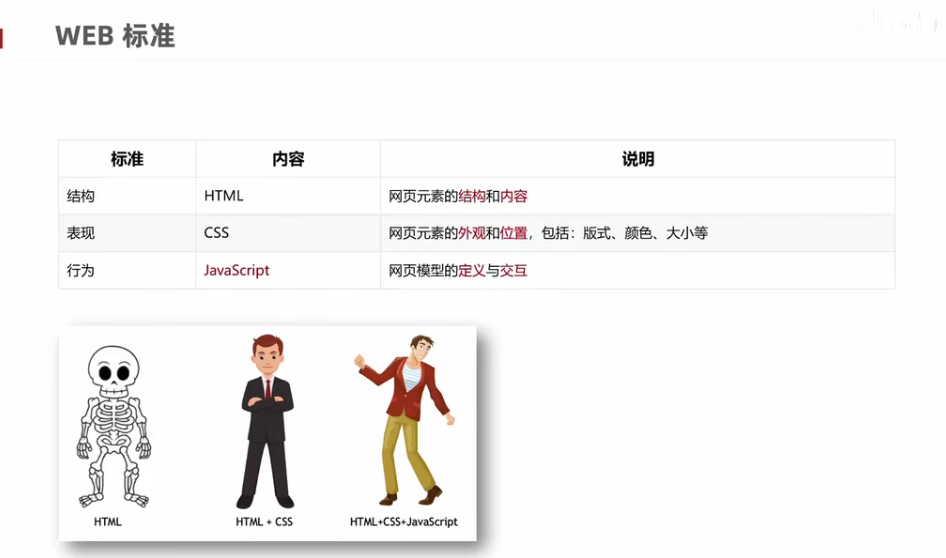 WEB 标准
标准 内容 说明
结构 HTML 网页元素的结构和内容
表现 CSS 网页元素的外观和位置，包括：版式、颜色、大小等
行为 JavaScript 网页模型的定义与交互
HTML HTML + CSS HTML+CSS+JavaScript